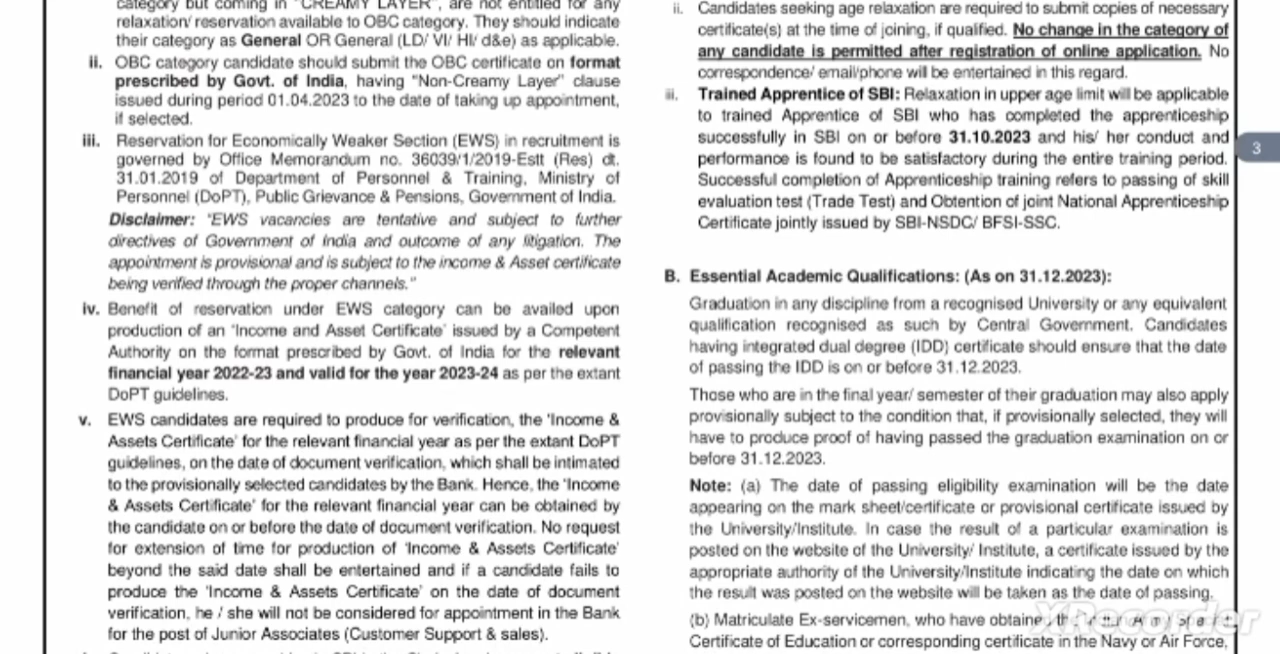 category but coming in "CREAMY LAYER", are not entitled for any
relaxation/ reservation available to OBC category. They should indicate
their category as General OR General (LD/ VI/ HI/ d&e) as applicable.
ii. OBC category candidate should submit the OBC certificate on format
prescribed by Govt. of India, having "Non-Creamy Layer" clause
issued during period 01.04.2023 to the date of taking up appointment,
if selected.
iii. Reservation for Economically Weaker Section (EWS) in recruitment is
governed by Office Memorandum no. 36039/1/2019-Estt (Res) dt.
31.01.2019 of Department of Personnel & Training, Ministry of
Personnel (DoPT), Public Grievance & Pensions, Government of India.
Disclaimer: "EWS vacancies are tentative and subject to further
directives of Government of India and outcome of any litigation. The
appointment is provisional and is subject to the income & Asset certificate
being verified through the proper channels."
iv. Benefit of reservation under EWS category can be availed upon
production of an 'Income and Asset Certificate' issued by a Competent
Authority on the format prescribed by Govt. of India for the relevant
financial year 2022-23 and valid for the year 2023-24 as per the extant
DoPT guidelines.
v. EWS candidates are required to produce for verification, the 'Income &
Assets Certificate' for the relevant financial year as per the extant DoPT
guidelines, on the date of document verification, which shall be intimated
to the provisionally selected candidates by the Bank. Hence, the 'Income
& Assets Certificate' for the relevant financial year can be obtained by
the candidate on or before the date of document verification. No request
for extension of time for production of 'Income & Assets Certificate'
beyond the said date shall be entertained and if a candidate fails to
produce the 'Income & Assets Certificate' on the date of document
verification, he / she will not be considered for appointment in the Bank
for the post of Junior Associates (Customer Support & sales).
ii. Candidates seeking age relaxation are required to submit copies of necessary
certificate(s) at the time of joining, if qualified. No change in the category of
any candidate is permitted after registration of online application. No
correspondence/ email/phone will be entertained in this regard.
iii. Trained Apprentice of SBI: Relaxation in upper age limit will be applicable
to trained Apprentice of SBI who has completed the apprenticeship
successfully in SBI on or before 31.10.2023 and his/ her conduct and
performance is found to be satisfactory during the entire training period.
Successful completion of Apprenticeship training refers to passing of skill
evaluation test (Trade Test) and Obtention of joint National Apprenticeship
Certificate jointly issued by SBI-NSDC/ BFSI-SSC.
3
B. Essential Academic Qualifications: (As on 31.12.2023):
Graduation in any discipline from a recognised University or any equivalent
qualification recognised as such by Central Government. Candidates
having integrated dual degree (IDD) certificate should ensure that the date
of passing the IDD is on or before 31.12.2023.
Those who are in the final year/ semester of their graduation may also apply
provisionally subject to the condition that, if provisionally selected, they will
have to produce proof of having passed the graduation examination on or
before 31.12.2023.
Note: (a) The date of passing eligibility examination will be the date
appearing on the mark sheet/certificate or provisional certificate issued by
the University/Institute. In case the result of a particular examination is
posted on the website of the University/ Institute, a certificate issued by the
appropriate authority of the University/Institute indicating the date on which
the result was posted on the website will be taken as the date of passing.
(b) Matriculate Ex-servicemen, who have obtained
Certificate of Education or corresponding certificate in the Navy or Air Force,
XRecorder